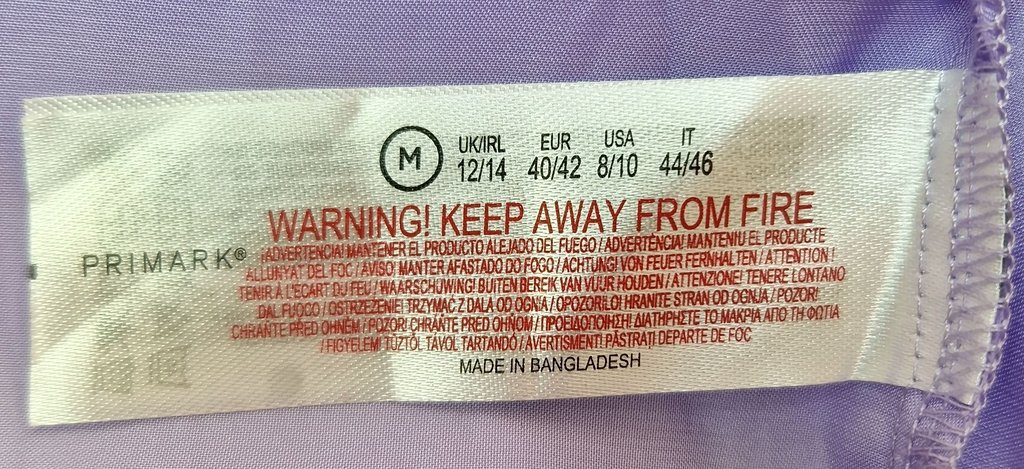 M
UK/IRL EUR USA IT
12/14 40/42 8/10 44/46
WARNING! KEEP AWAY FROM FIRE
PRIMARK®
¡ADVERTENCIA! MANTENER EL PRODUCTO ALEJADO DEL FUEGO / ADVERTÈNCIA! MANTENIU EL PRODUCTE
ALLUNYAT DEL FOC / AVISO! MANTER AFASTADO DO FOGO / ACHTUNG! VON FEUER FERNHALTEN / ATTENTION !
TENIR À L'ECART DU FEU / WAARSCHUWING! BUITEN BEREIK VAN VUUR HOUDEN / ATTENZIONE! TENERE LONTANO
DAL FUOCO / OSTRZEŻENIE! TRZYMAĆ Z DALA OD OGNIA / OPOZORILO! HRANITE STRAN OD OGNJA / POZOR!
CHRAŇTE PŘED OHNĚM / POZOR! CHRÁŇTE PRED OHŇOM / ΠΡΟΕΙΔΟΠΟΙΗΣΗ! ΔΙΑΤΗΡΗΣΤΕ ΤΟ ΜΑΚΡΙΑ ΑΠΟ ΤΗ ΦΩΤΙΑ
/ FIGYELEM! TŰZTŐL TÁVOL TARTANDÓ / AVERTISMENT! PĂSTRAȚI DEPARTE DE FOC
MADE IN BANGLADESH